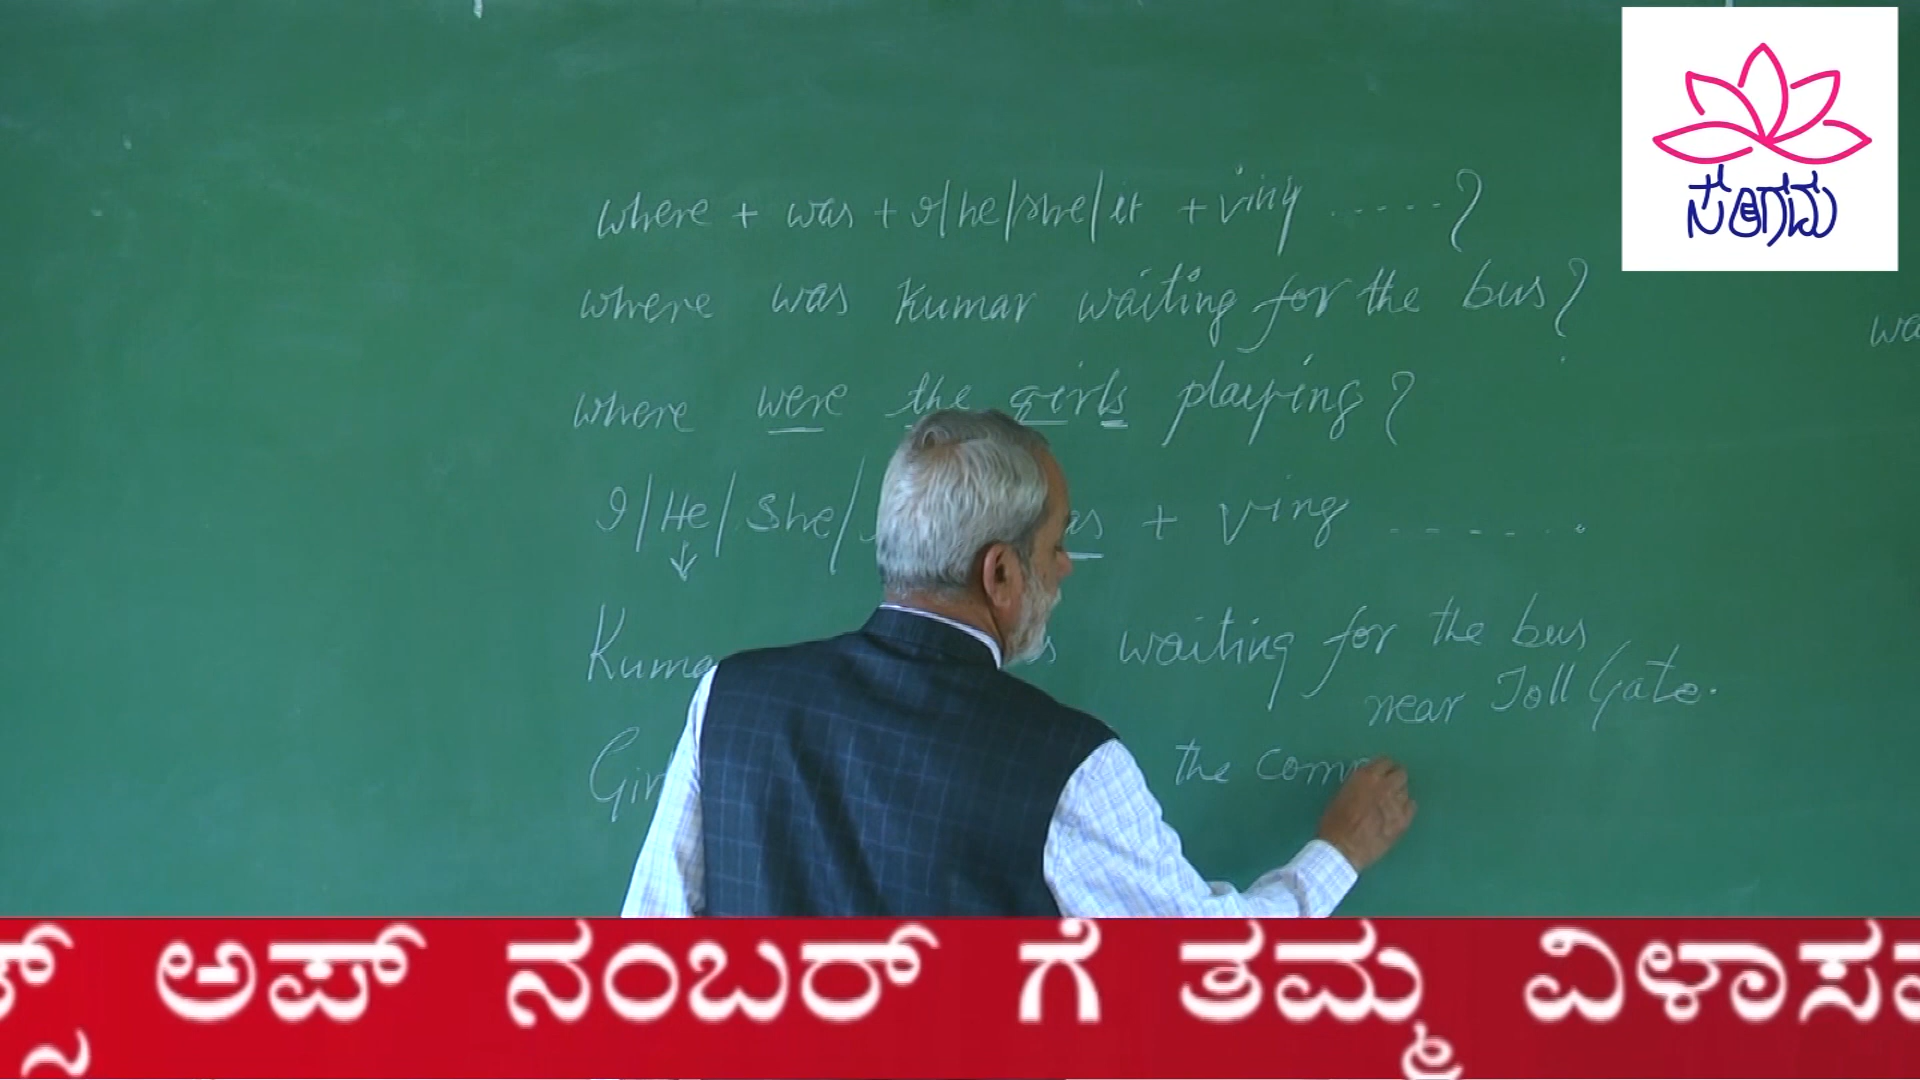 where + was + I/he/she/it + ving ......?
where was Kumar waiting for the bus?
where were the girls playing?
I/He/She/ + ving ......
waiting for the bus
near Toll Gate.
the
ಅಪ್ ನಂಬರ್ ಗೆ ತಮ್ಮ